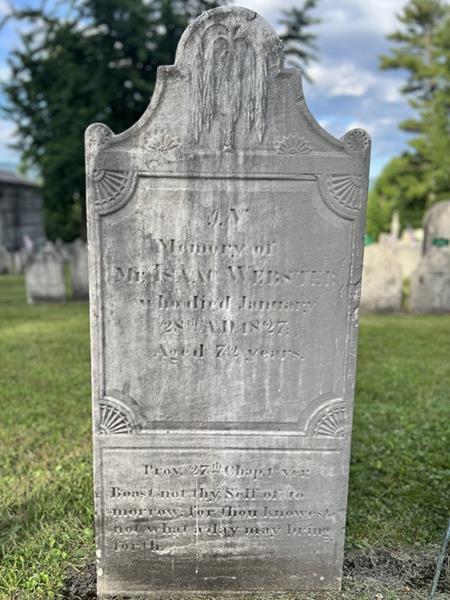 IN
Memory of
Mr. ISAAC WEBSTER
who died January
28th A.D. 1827.
Aged 72 years.
Prov. 27th Chap. 1 ver.
Boast not thy Self of to
morrow, for thou knowest
not what a day may bring
forth.